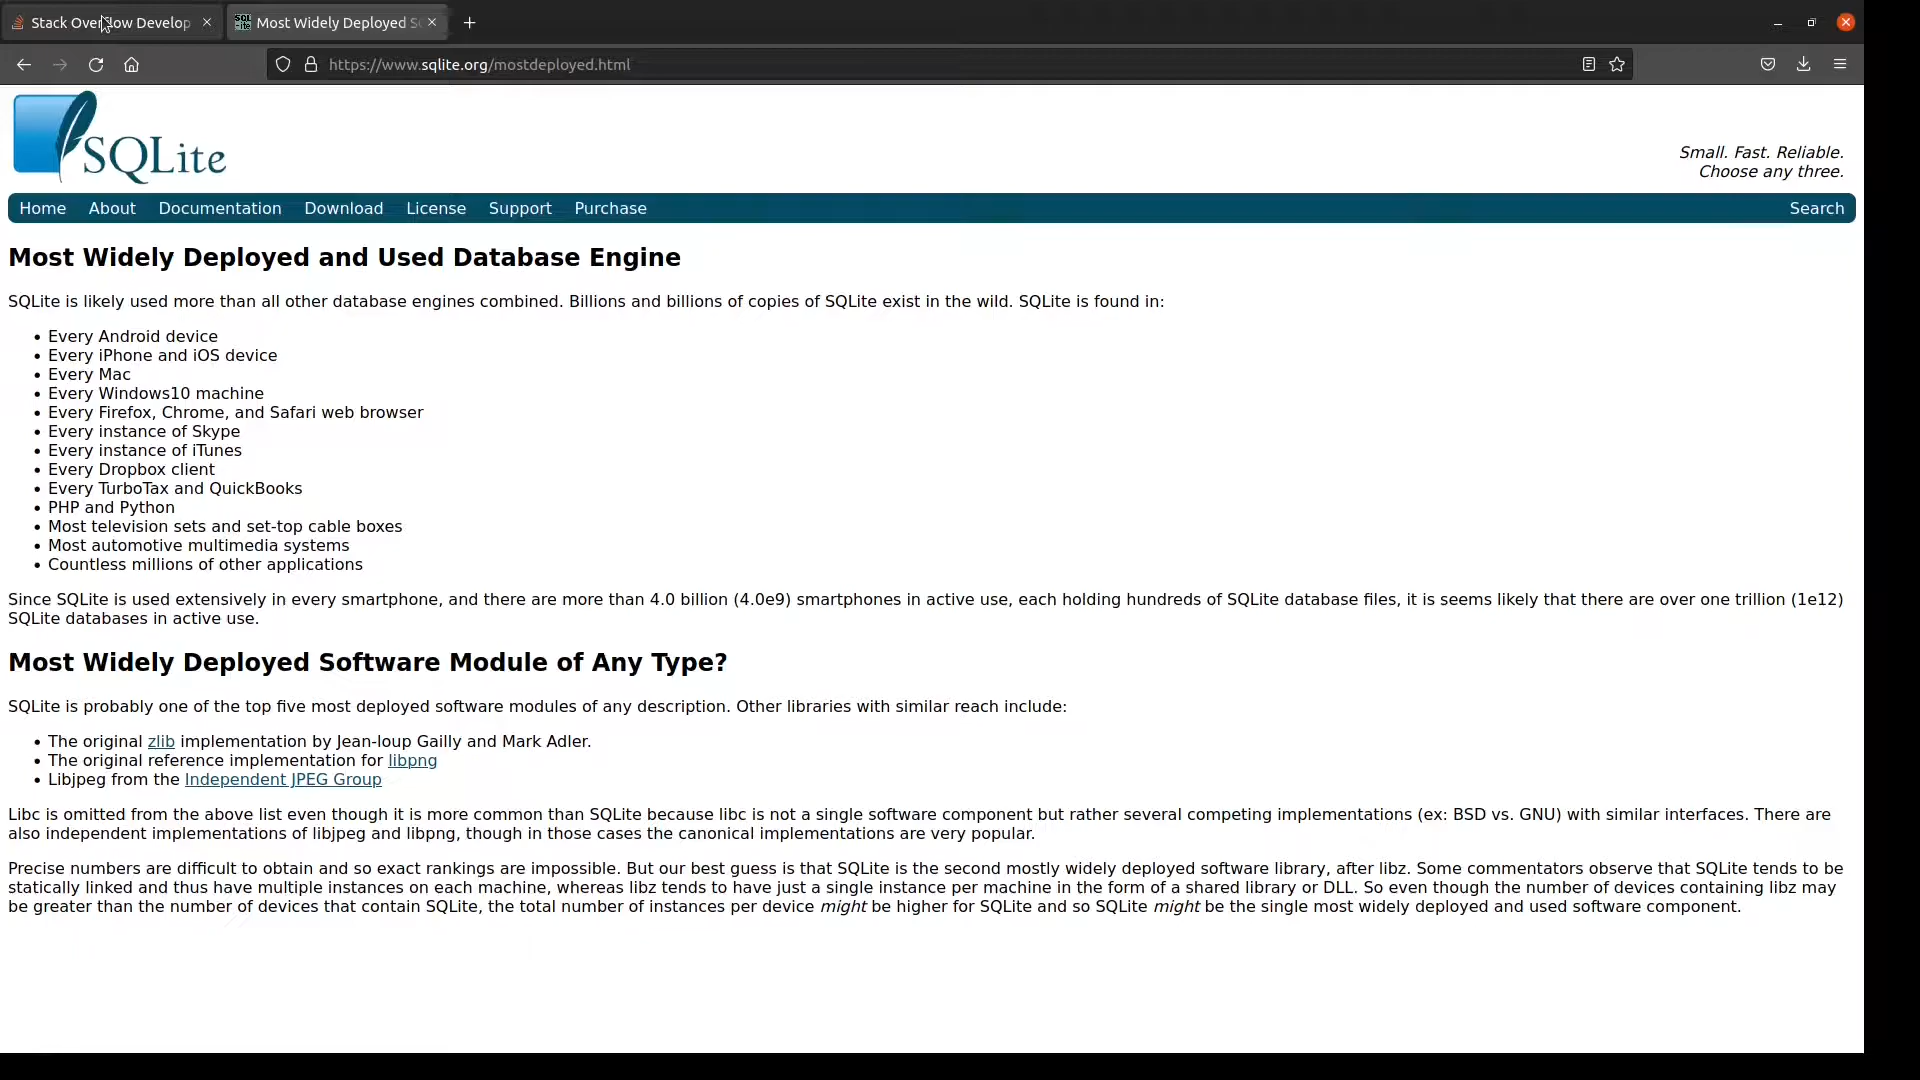 Stack Overflow Develop
Most Widely Deployed S
https://www.sqlite.org/mostdeployed.html
SQLite
Small. Fast. Reliable.
Choose any three.
Home About Documentation Download License Support Purchase Search
Most Widely Deployed and Used Database Engine
SQLite is likely used more than all other database engines combined. Billions and billions of copies of SQLite exist in the wild. SQLite is found in:
• Every Android device
• Every iPhone and iOS device
• Every Mac
• Every Windows10 machine
• Every Firefox, Chrome, and Safari web browser
• Every instance of Skype
• Every instance of iTunes
• Every Dropbox client
• Every TurboTax and QuickBooks
• PHP and Python
• Most television sets and set-top cable boxes
• Most automotive multimedia systems
• Countless millions of other applications
Since SQLite is used extensively in every smartphone, and there are more than 4.0 billion (4.0e9) smartphones in active use, each holding hundreds of SQLite database files, it is seems likely that there are over one trillion (1e12)
SQLite databases in active use.
Most Widely Deployed Software Module of Any Type?
SQLite is probably one of the top five most deployed software modules of any description. Other libraries with similar reach include:
• The original zlib implementation by Jean-loup Gailly and Mark Adler.
• The original reference implementation for libpng
• Libjpeg from the Independent JPEG Group
Libc is omitted from the above list even though it is more common than SQLite because libc is not a single software component but rather several competing implementations (ex: BSD vs. GNU) with similar interfaces. There are
also independent implementations of libjpeg and libpng, though in those cases the canonical implementations are very popular.
Precise numbers are difficult to obtain and so exact rankings are impossible. But our best guess is that SQLite is the second mostly widely deployed software library, after libz. Some commentators observe that SQLite tends to be
statically linked and thus have multiple instances on each machine, whereas libz tends to have just a single instance per machine in the form of a shared library or DLL. So even though the number of devices containing libz may
be greater than the number of devices that contain SQLite, the total number of instances per device might be higher for SQLite and so SQLite might be the single most widely deployed and used software component.